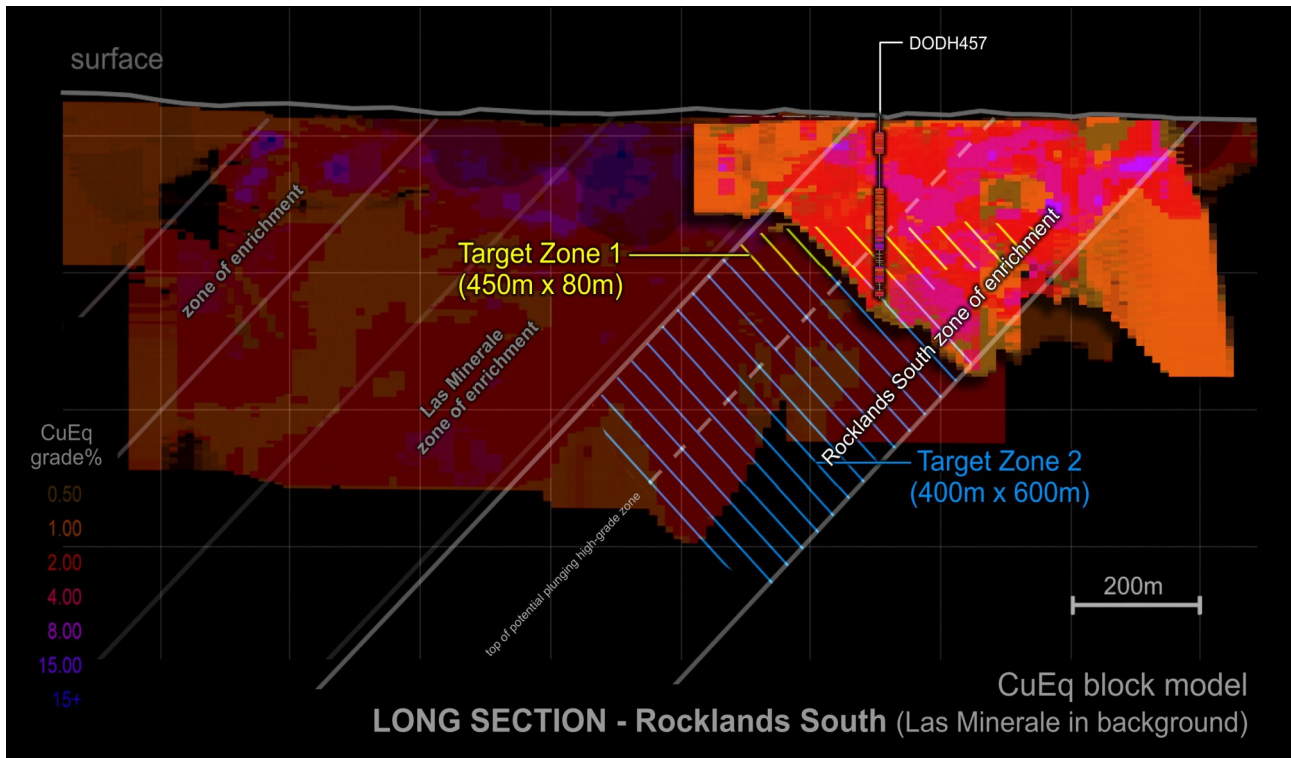 surface
DODH457
zone of enrichment
Target Zone 1
(450m x 80m)
Las Minerale
zone of enrichment
Rocklands South zone of enrichment
CuEq
grade%
0.50
1.00
2.00
4.00
8.00
15.00
15+
Target Zone 2
(400m x 600m)
top of potential plunging high-grade zone
200m
CuEq block model
LONG SECTION - Rocklands South (Las Minerale in background)